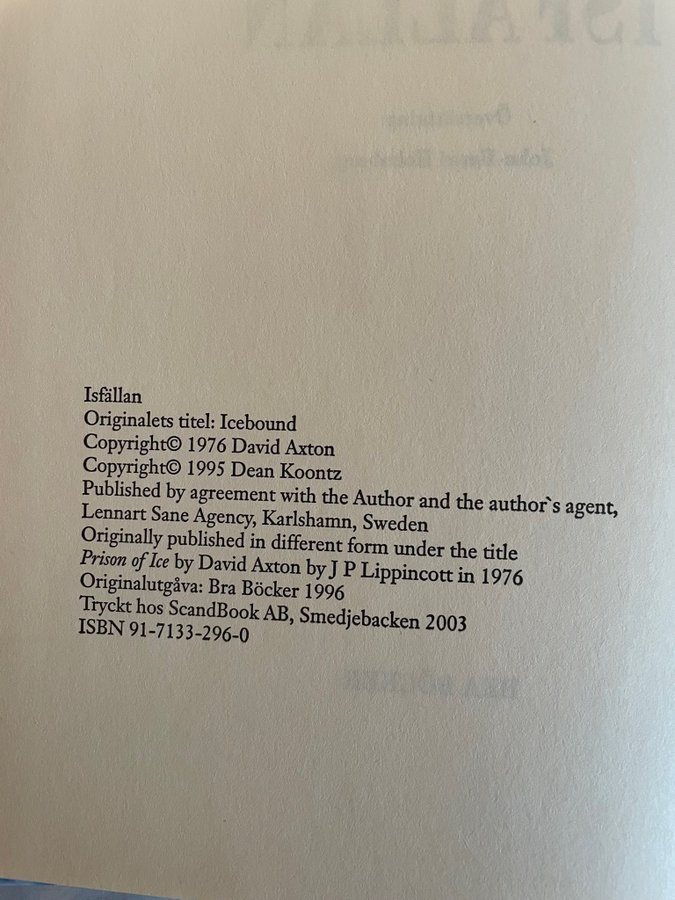 Isfällan
Originalets titel: Icebound
Copyright© 1976 David Axton
Copyright© 1995 Dean Koontz
Published by agreement with the Author and the author`s agent,
Lennart Sane Agency, Karlshamn, Sweden
Originally published in different form under the title
Prison of Ice by David Axton by J P Lippincott in 1976
Originalutgåva: Bra Böcker 1996
Tryckt hos ScandBook AB, Smedjebacken 2003
ISBN 91-7133-296-0